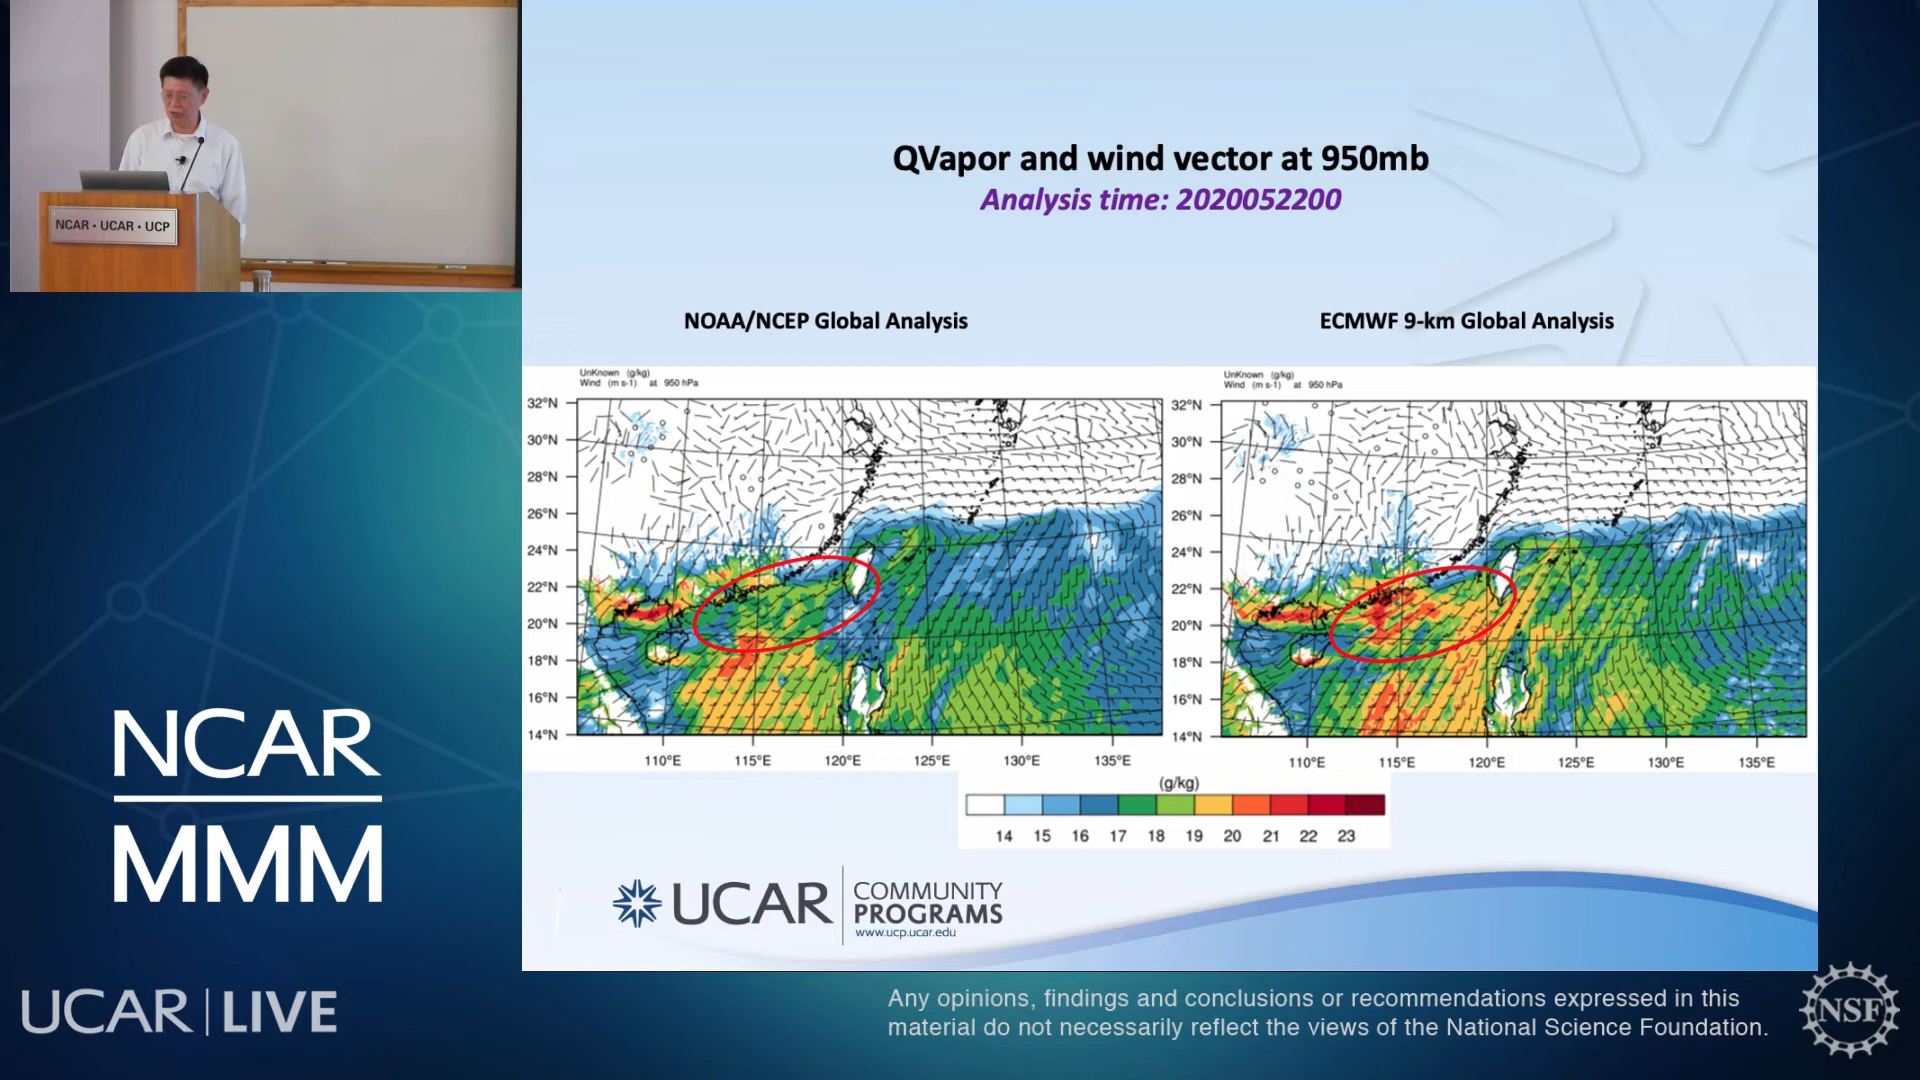 NCAR • UCAR • UCP
QVapor and wind vector at 950mb
Analysis time: 2020052200
NOAA/NCEP Global Analysis
ECMWF 9-km Global Analysis
UnKnown (g/kg)
Wind (m s-1) at 950 hPa
32°N
30°N
28°N
26°N
24°N
22°N
20°N
18°N
16°N
14°N
110°E 115°E 120°E 125°E 130°E 135°E
UnKnown (g/kg)
Wind (m s-1) at 950 hPa
32°N
30°N
28°N
26°N
24°N
22°N
20°N
18°N
16°N
14°N
110°E 115°E 120°E 125°E 130°E 135°E
(g/kg)
14 15 16 17 18 19 20 21 22 23
UCAR
COMMUNITY
PROGRAMS
www.ucp.ucar.edu
NCAR
MMM
UCAR | LIVE
Any opinions, findings and conclusions or recommendations expressed in this
material do not necessarily reflect the views of the National Science Foundation.
NSF